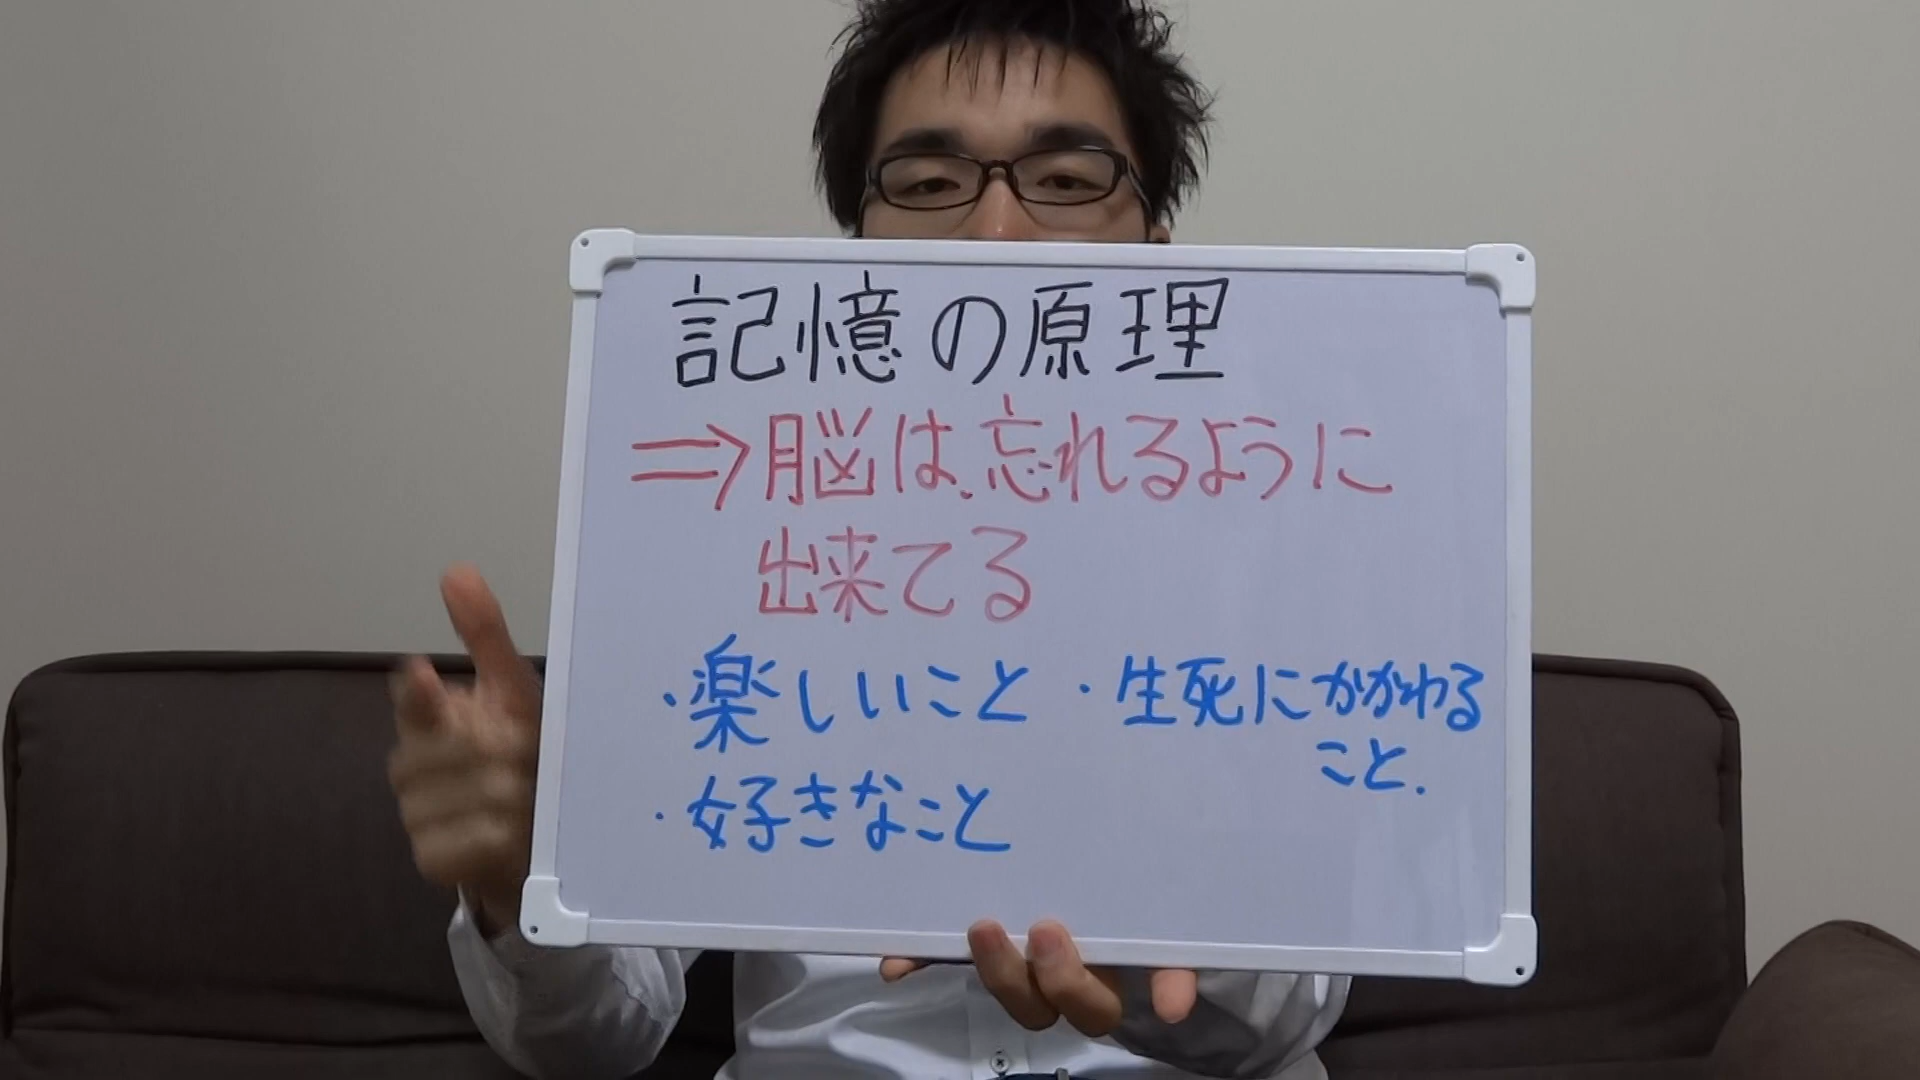 記憶の原理
⇒脳は、忘れるように
出来てる
・楽しいこと
・好きなこと
・生死にかかわる
こと.